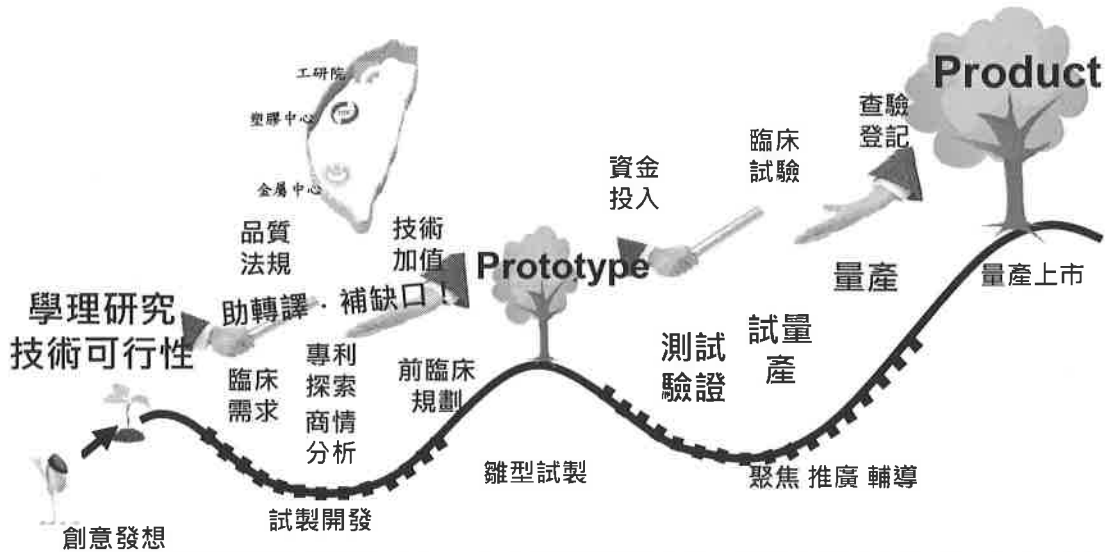 工研院
塑膠中心
金屬中心
品質
法規
技術
加值
助轉譯．補缺口！
學理研究
技術可行性
臨床
需求
專利
探索
商情
分析
前臨床
規劃
Prototype
資金
投入
臨床
試驗
查驗
登記
Product
量產
量產上市
測試
驗證
試量
產
雛型試製
聚焦 推廣 輔導
試製開發
創意發想